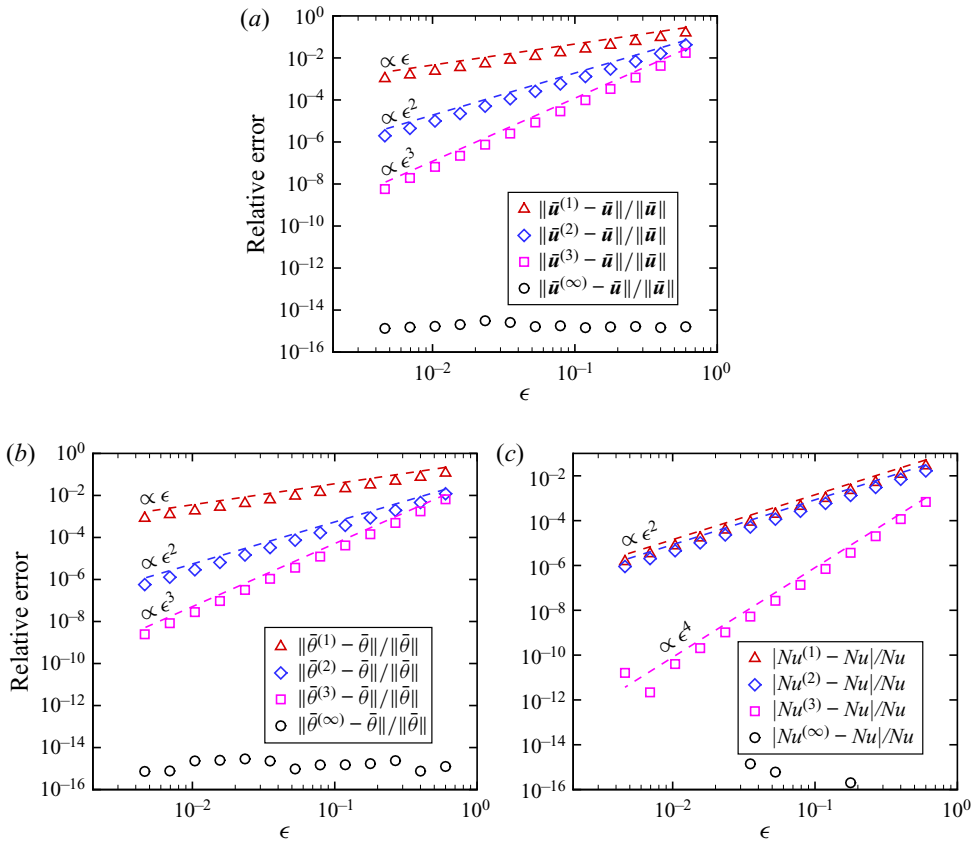 (a)
10^0
10^−2
10^−4
10^−6
10^−8
10^−10
10^−12
10^−14
10^−16
Relative error
∝ ϵ
∝ ϵ^2
∝ ϵ^3
‖ū^(1) − ū‖/‖ū‖
‖ū^(2) − ū‖/‖ū‖
‖ū^(3) − ū‖/‖ū‖
‖ū^(∞) − ū‖/‖ū‖
10^−2
10^−1
10^0
ϵ
(b)
10^0
10^−2
10^−4
10^−6
10^−8
10^−10
10^−12
10^−14
10^−16
Relative error
∝ ϵ
∝ ϵ^2
∝ ϵ^3
‖θ̄^(1) − θ̄‖/‖θ̄‖
‖θ̄^(2) − θ̄‖/‖θ̄‖
‖θ̄^(3) − θ̄‖/‖θ̄‖
‖θ̄^(∞) − θ̄‖/‖θ̄‖
10^−2
10^−1
10^0
ϵ
(c)
10^−2
10^−4
10^−6
10^−8
10^−10
10^−12
10^−14
10^−16
∝ ϵ^2
∝ ϵ^4
|Nu^(1) − Nu|/Nu
|Nu^(2) − Nu|/Nu
|Nu^(3) − Nu|/Nu
|Nu^(∞) − Nu|/Nu
10^−2
10^−1
10^0
ϵ